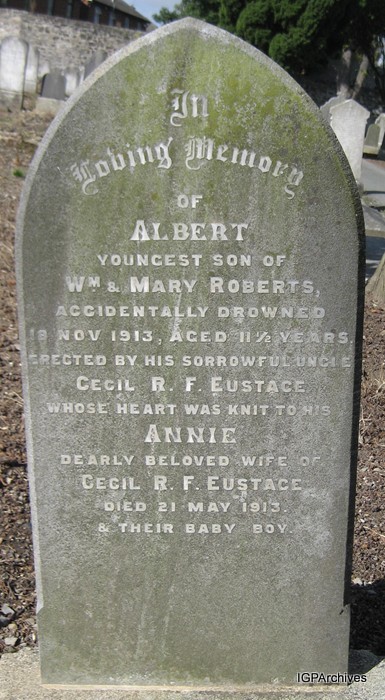 In
Loving Memory
OF
ALBERT
YOUNGEST SON OF
WM & MARY ROBERTS,
ACCIDENTALLY DROWNED
18 NOV 1913, AGED 11½ YEARS.
ERECTED BY HIS SORROWFUL UNCLE
CECIL R. F. EUSTACE
WHOSE HEART WAS KNIT TO HIS
ANNIE
DEARLY BELOVED WIFE OF
CECIL R. F. EUSTACE
DIED 21 MAY 1913.
& THEIR BABY BOY.
IGPArchives